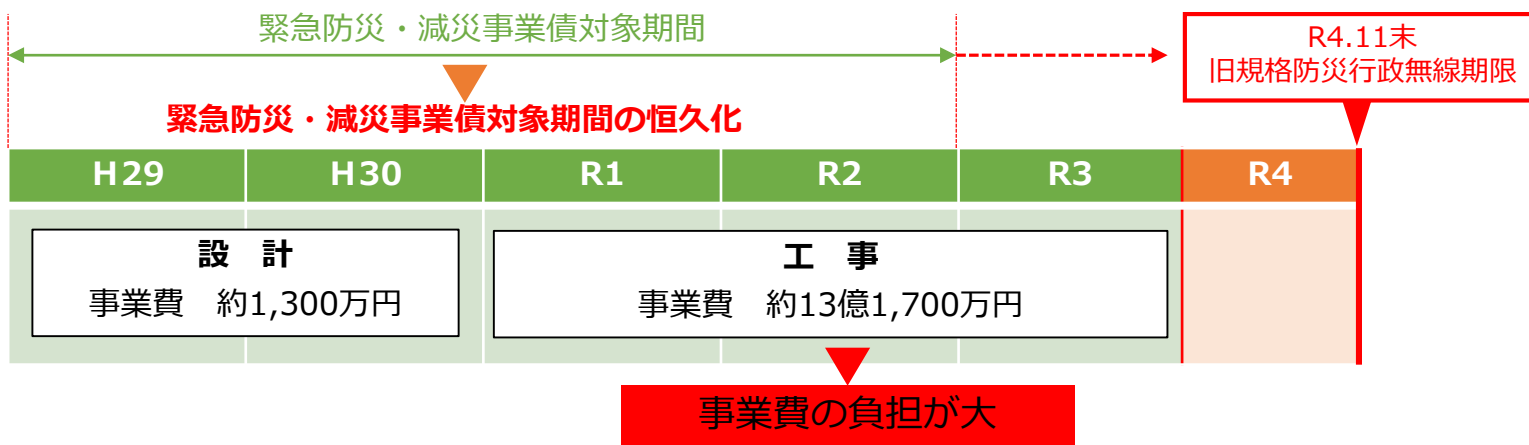 緊急防災・減災事業債対象期間
R4.11末
旧規格防災行政無線期限
緊急防災・減災事業債対象期間の恒久化
H29
H30
R1
R2
R3
R4
設　計
事業費　約1,300万円
工　事
事業費　約13億1,700万円
事業費の負担が大